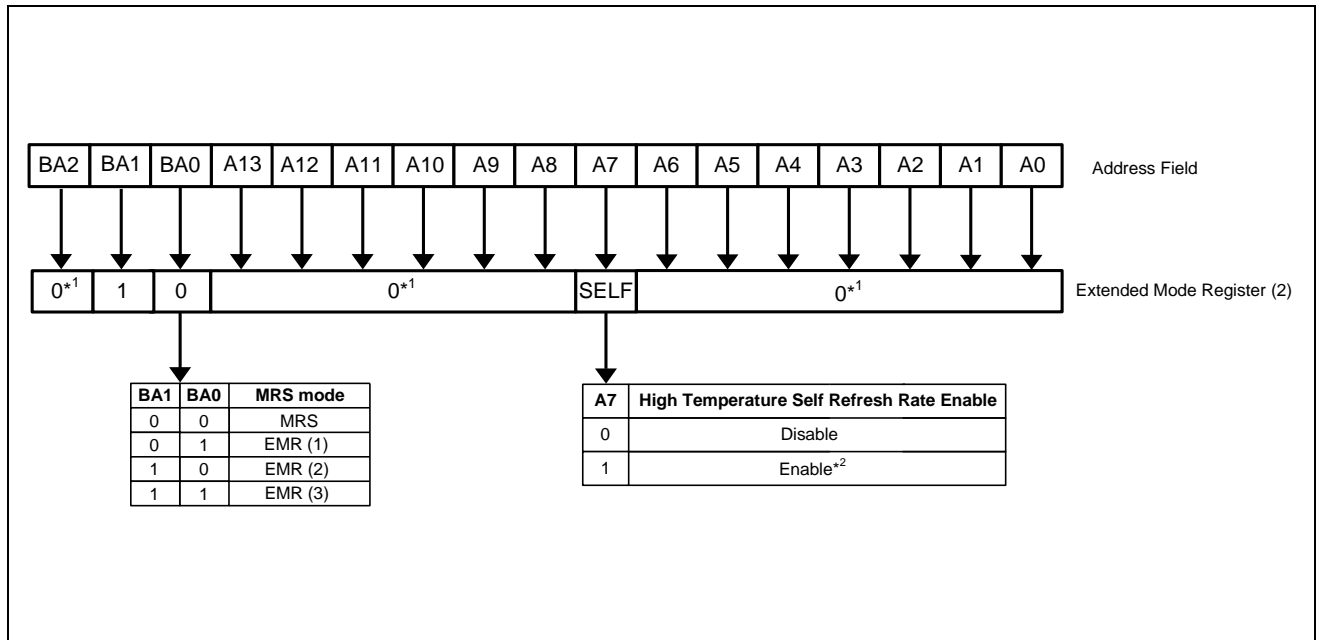 BA2 BA1 BA0 A13 A12 A11 A10 A9 A8 A7 A6 A5 A4 A3 A2 A1 A0 Address Field
0*1 1 0 0*1 SELF 0*1 Extended Mode Register (2)
BA1 BA0 MRS mode
0 0 MRS
0 1 EMR (1)
1 0 EMR (2)
1 1 EMR (3)
A7 High Temperature Self Refresh Rate Enable
0 Disable
1 Enable*2